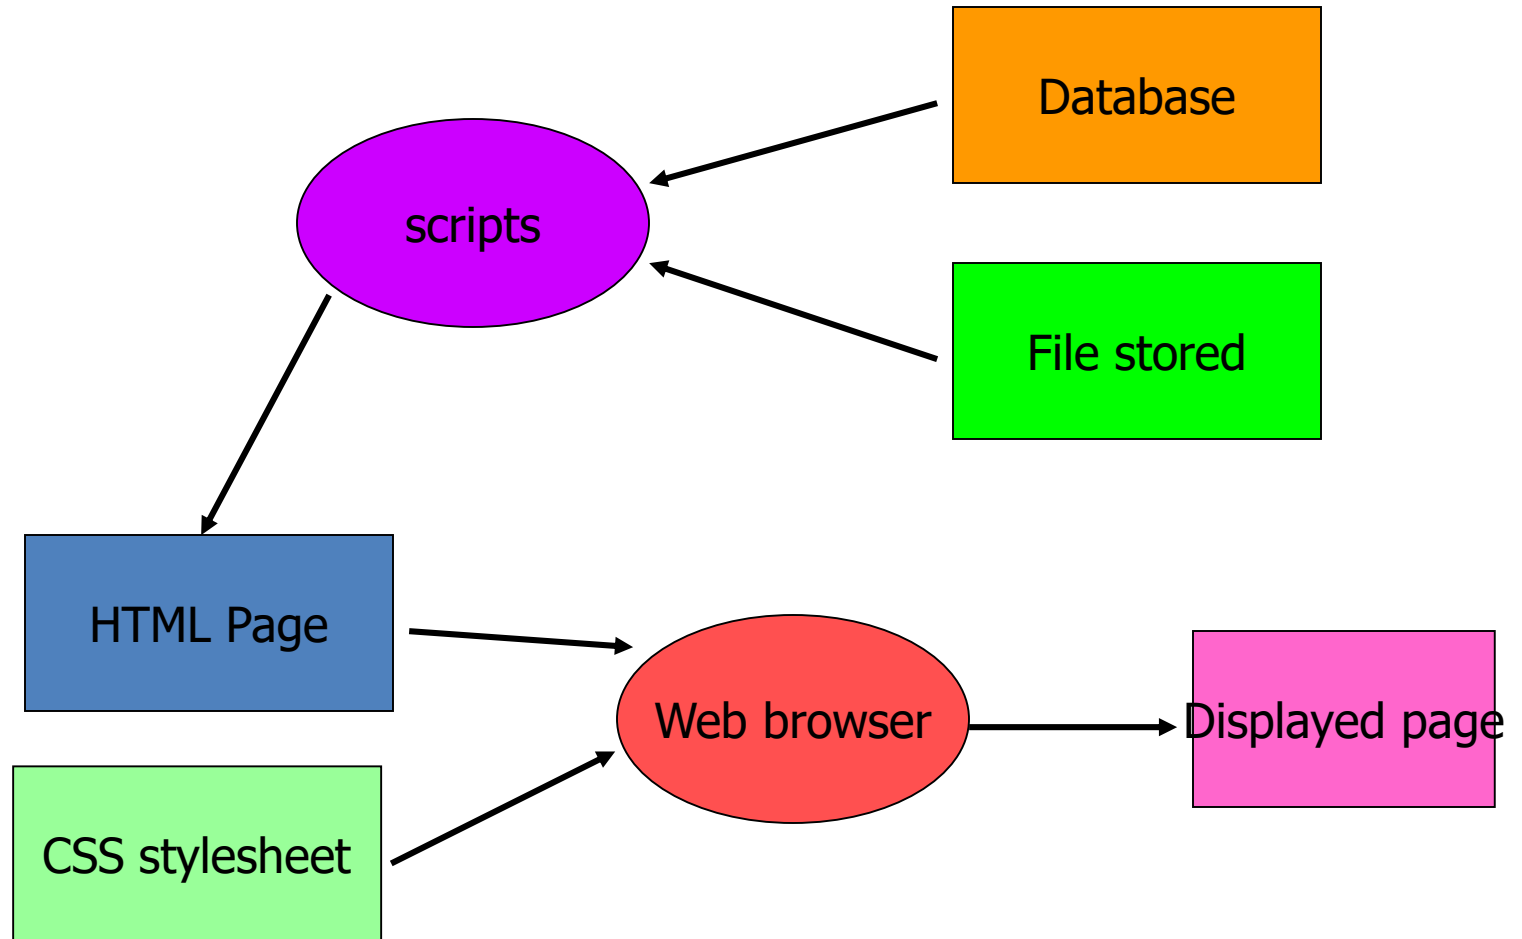 Database
scripts
File stored
HTML Page
Web browser
Displayed page
CSS stylesheet